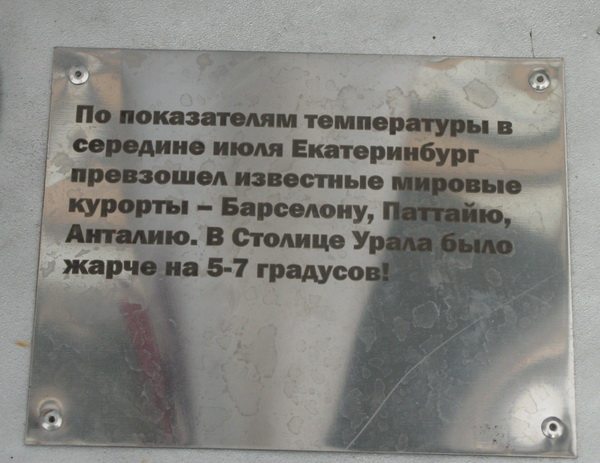 По показателям температуры в
середине июля Екатеринбург
превзошел известные мировые
курорты – Барселону, Паттайю,
Анталию. В Столице Урала было
жарче на 5-7 градусов!